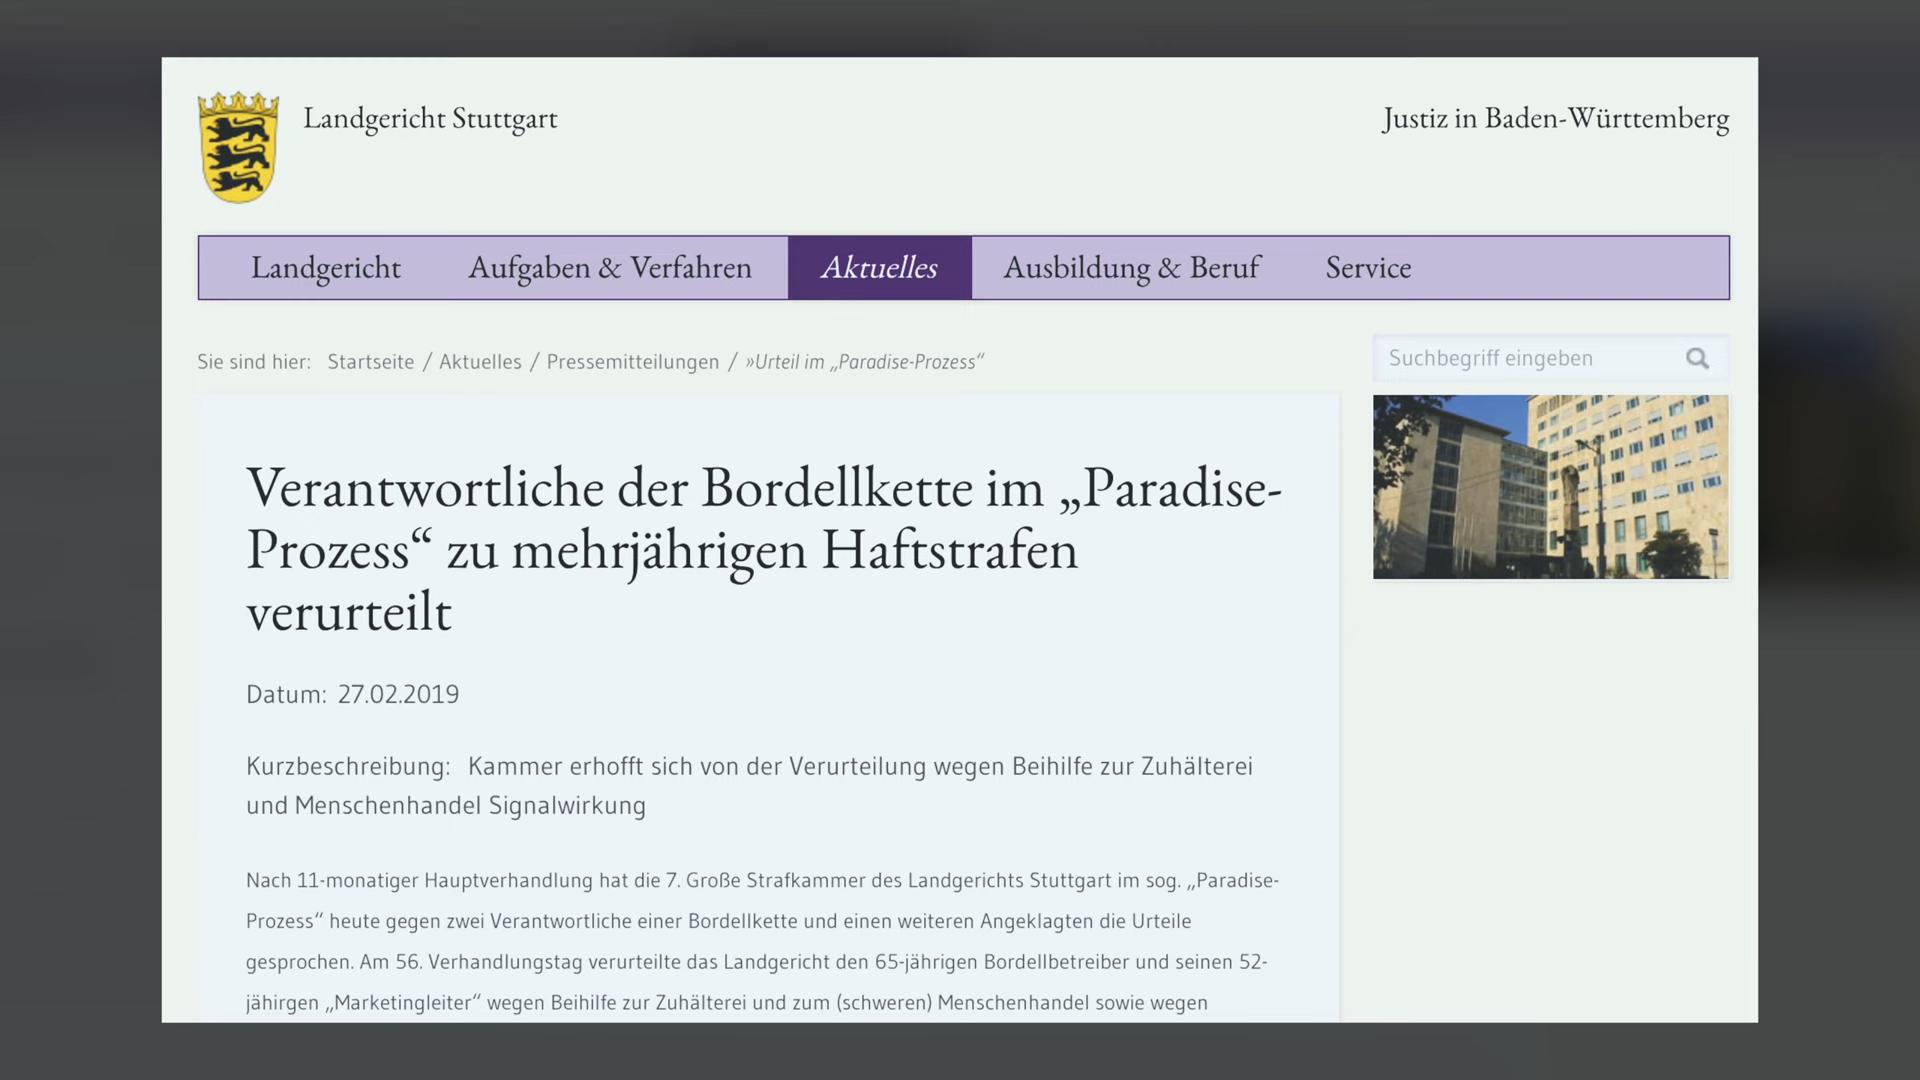 Landgericht Stuttgart
Justiz in Baden-Württemberg
Landgericht
Aufgaben & Verfahren
Aktuelles
Ausbildung & Beruf
Service
Sie sind hier: Startseite / Aktuelles / Pressemitteilungen / »Urteil im „Paradise-Prozess“
Suchbegriff eingeben
Verantwortliche der Bordellkette im „Paradise-
Prozess“ zu mehrjährigen Haftstrafen
verurteilt
Datum: 27.02.2019
Kurzbeschreibung: Kammer erhofft sich von der Verurteilung wegen Beihilfe zur Zuhälterei
und Menschenhandel Signalwirkung
Nach 11-monatiger Hauptverhandlung hat die 7. Große Strafkammer des Landgerichts Stuttgart im sog. „Paradise-
Prozess“ heute gegen zwei Verantwortliche einer Bordellkette und einen weiteren Angeklagten die Urteile
gesprochen. Am 56. Verhandlungstag verurteilte das Landgericht den 65-jährigen Bordellbetreiber und seinen 52-
jähirgen „Marketingleiter“ wegen Beihilfe zur Zuhälterei und zum (schweren) Menschenhandel sowie wegen